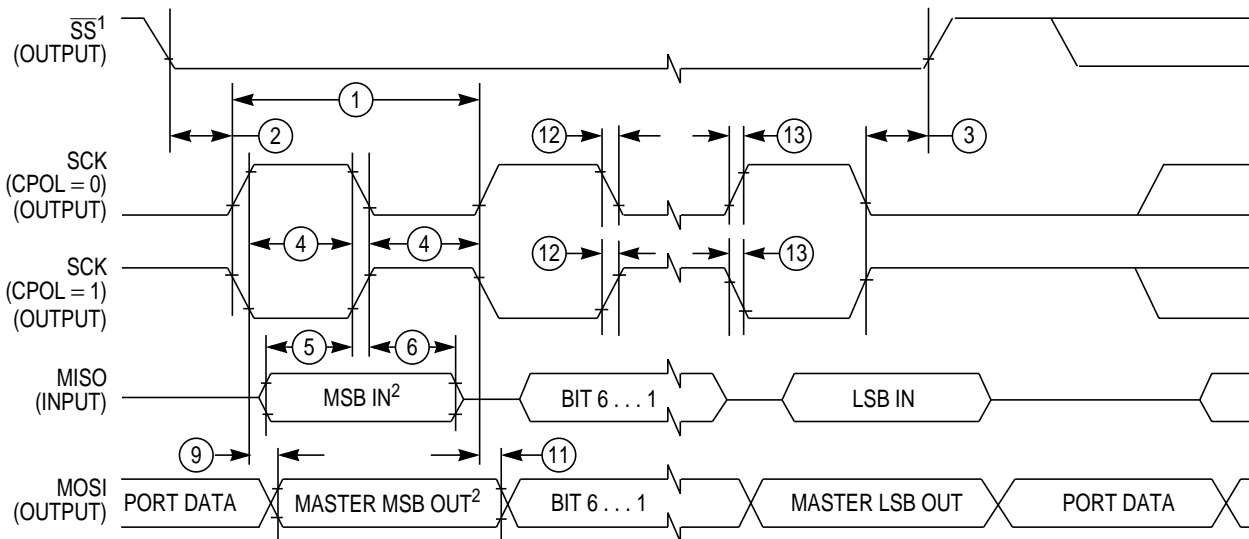 SS¹
(OUTPUT)
1
2
12
13
3
SCK
(CPOL = 0)
(OUTPUT)
4
4
SCK
(CPOL = 1)
(OUTPUT)
12
13
5
6
MISO
(INPUT)
MSB IN²
BIT 6 . . . 1
LSB IN
9
11
MOSI
(OUTPUT)
PORT DATA
MASTER MSB OUT²
BIT 6 . . . 1
MASTER LSB OUT
PORT DATA